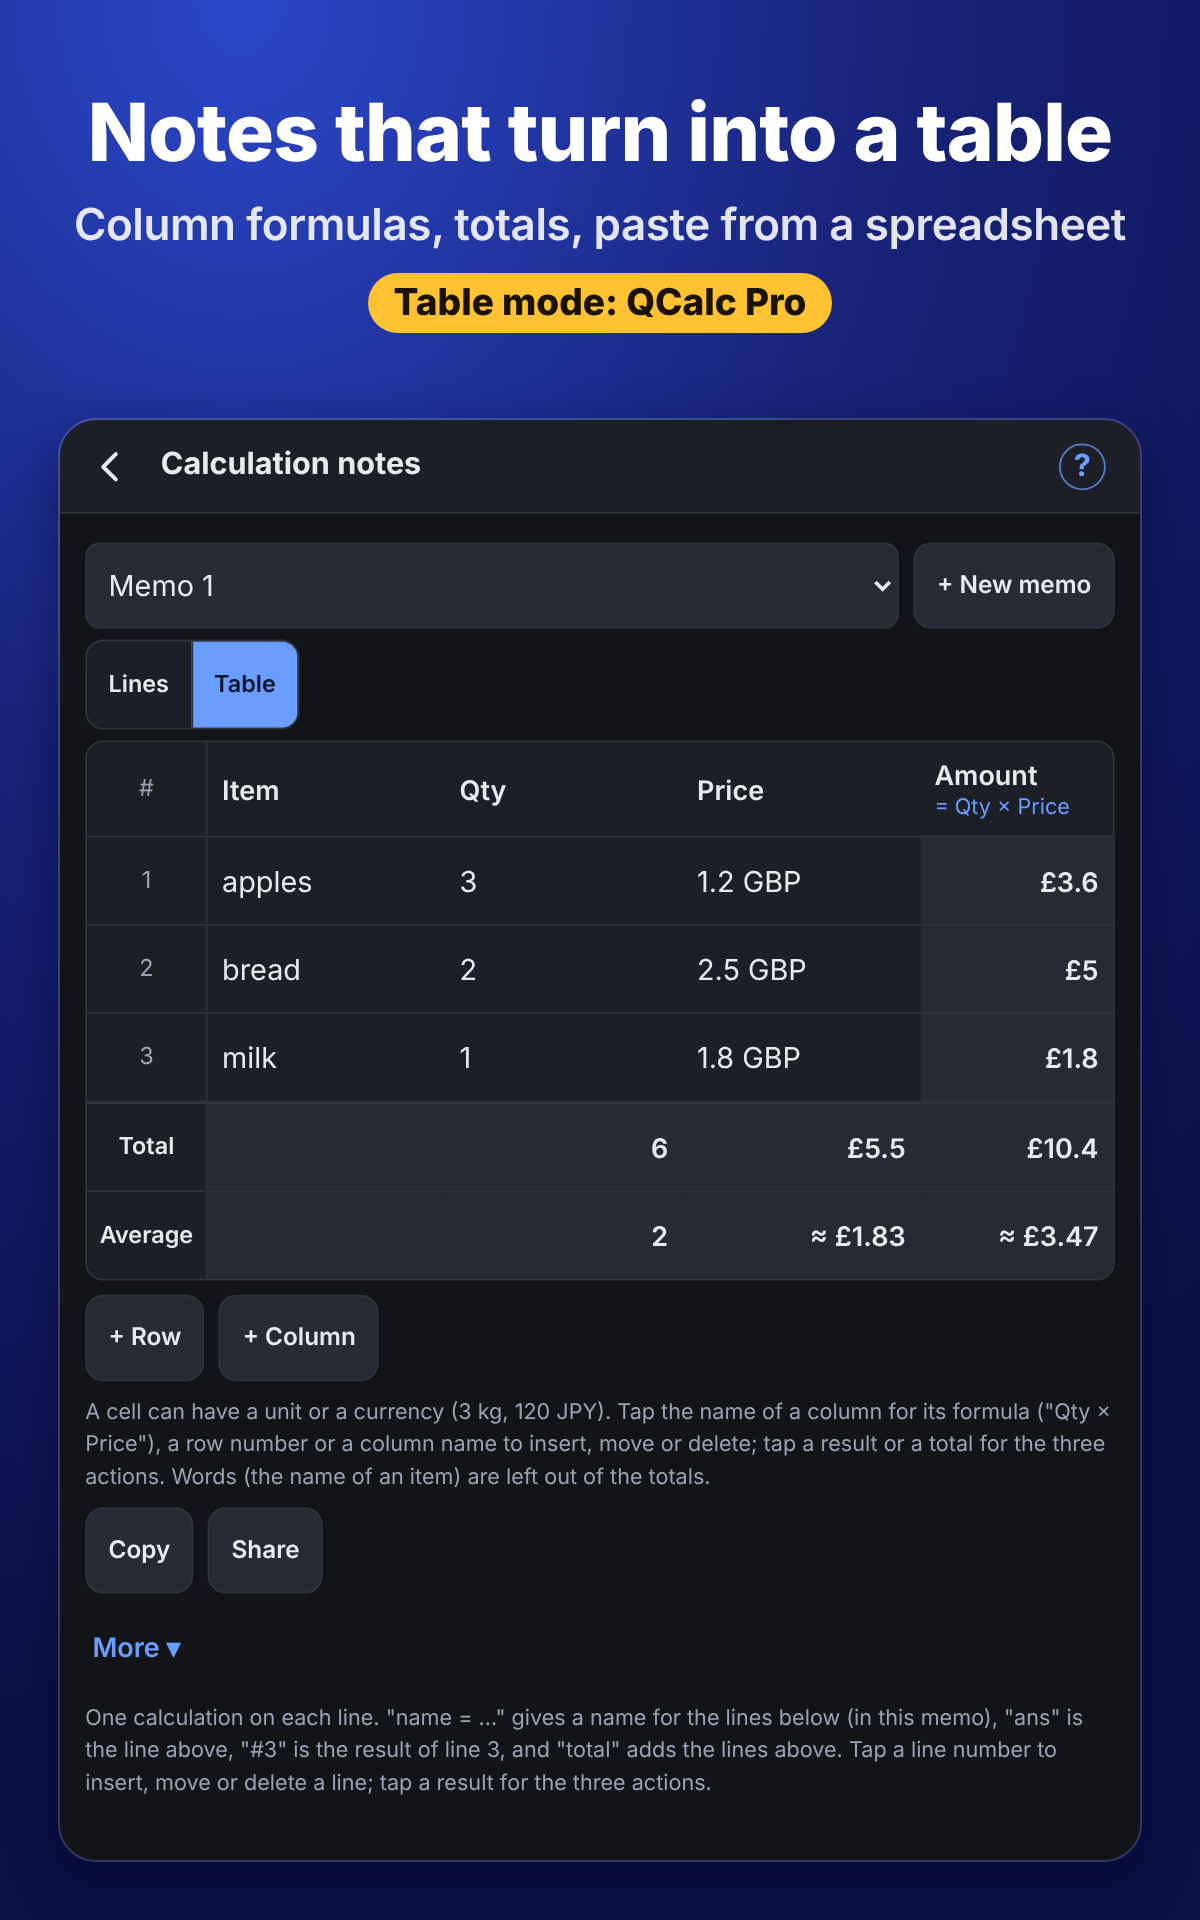 Notes that turn into a table
Column formulas, totals, paste from a spreadsheet
Table mode: QCalc Pro
Calculation notes
?
Memo 1
+ New memo
Lines
Table
# Item Qty Price Amount
= Qty × Price
1 apples 3 1.2 GBP £3.6
2 bread 2 2.5 GBP £5
3 milk 1 1.8 GBP £1.8
Total 6 £5.5 £10.4
Average 2 ≈ £1.83 ≈ £3.47
+ Row
+ Column
A cell can have a unit or a currency (3 kg, 120 JPY). Tap the name of a column for its formula ("Qty ×
Price"), a row number or a column name to insert, move or delete; tap a result or a total for the three
actions. Words (the name of an item) are left out of the totals.
Copy
Share
More ▾
One calculation on each line. "name = ..." gives a name for the lines below (in this memo), "ans" is
the line above, "#3" is the result of line 3, and "total" adds the lines above. Tap a line number to
insert, move or delete a line; tap a result for the three actions.